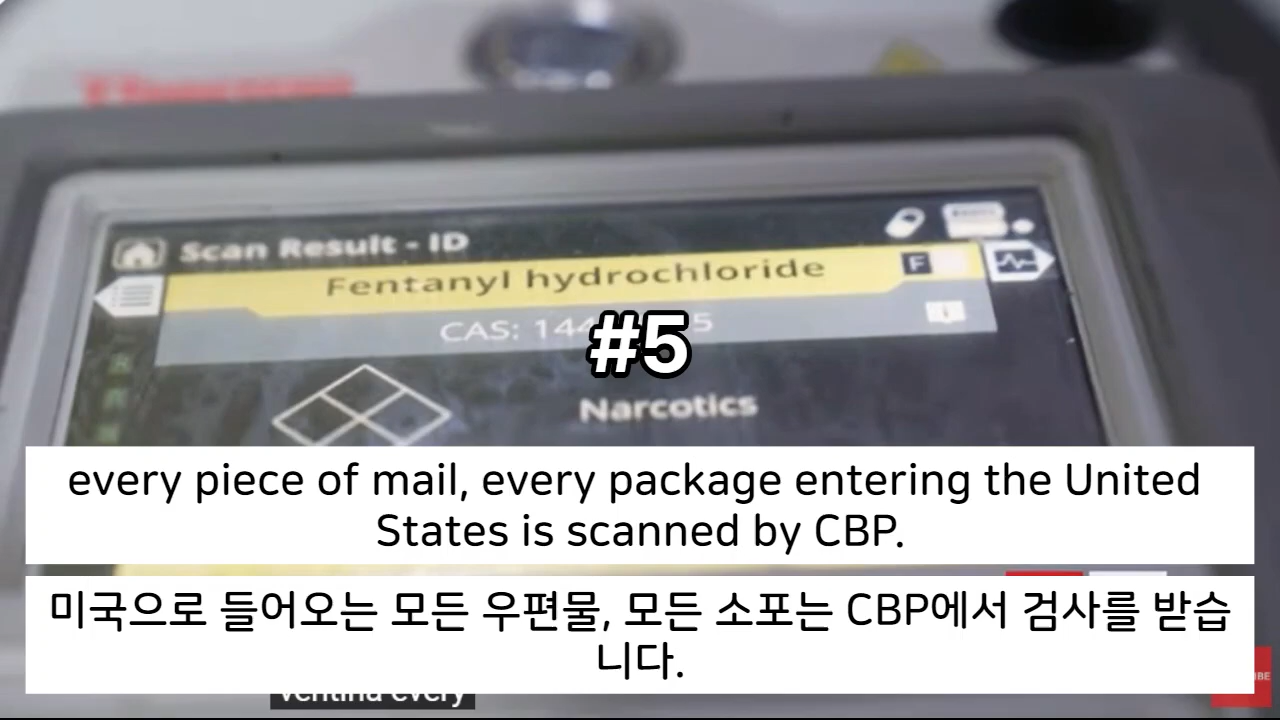 Scan Result - ID
Fentanyl hydrochloride
F
CAS: 144
5
#5
Narcotics
every piece of mail, every package entering the United
States is scanned by CBP.
미국으로 들어오는 모든 우편물, 모든 소포는 CBP에서 검사를 받습
니다.
every